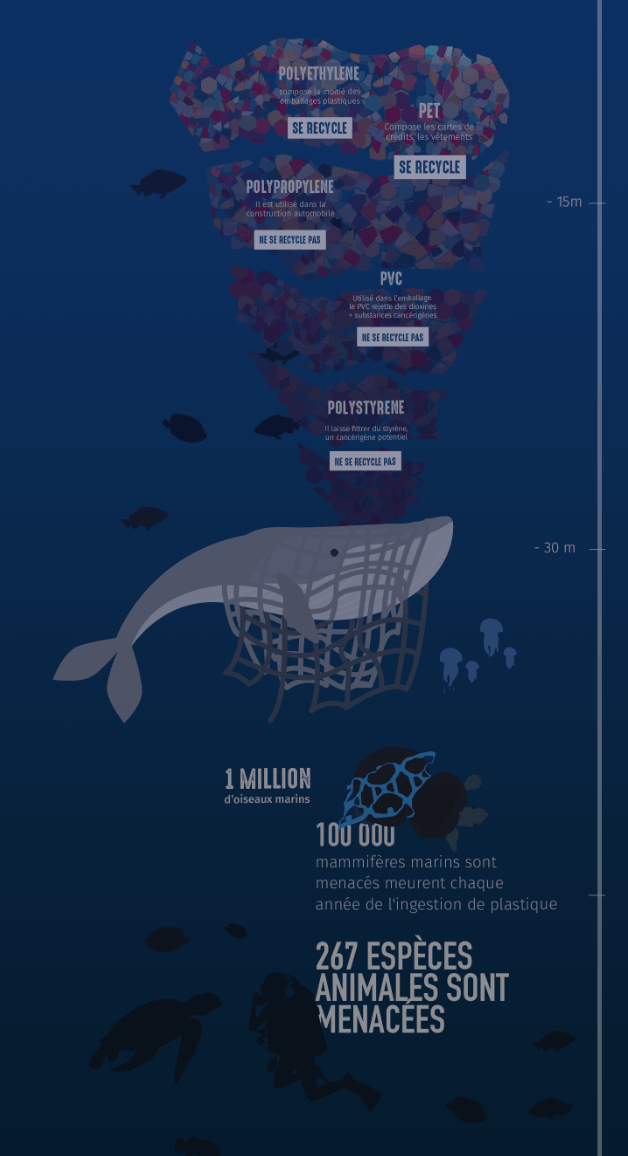 POLYETHYLENE
compose la moitié des
emballages plastiques
SE RECYCLE
PET
Compose les cartes de
crédits, les vêtements
SE RECYCLE
POLYPROPYLENE
Il est utilisé dans la
construction automobile
NE SE RECYCLE PAS
- 15m
PVC
Utilisé dans l'emballage
le PVC rejette des dioxines
+ substances cancérigènes
NE SE RECYCLE PAS
POLYSTYRENE
Il laisse filtrer du styrène,
un cancérigène potentiel
NE SE RECYCLE PAS
- 30 m
1 MILLION
d'oiseaux marins
100 000
mammifères marins sont
menacés meurent chaque
année de l'ingestion de plastique
267 ESPÈCES
ANIMALES SONT
MENACÉES